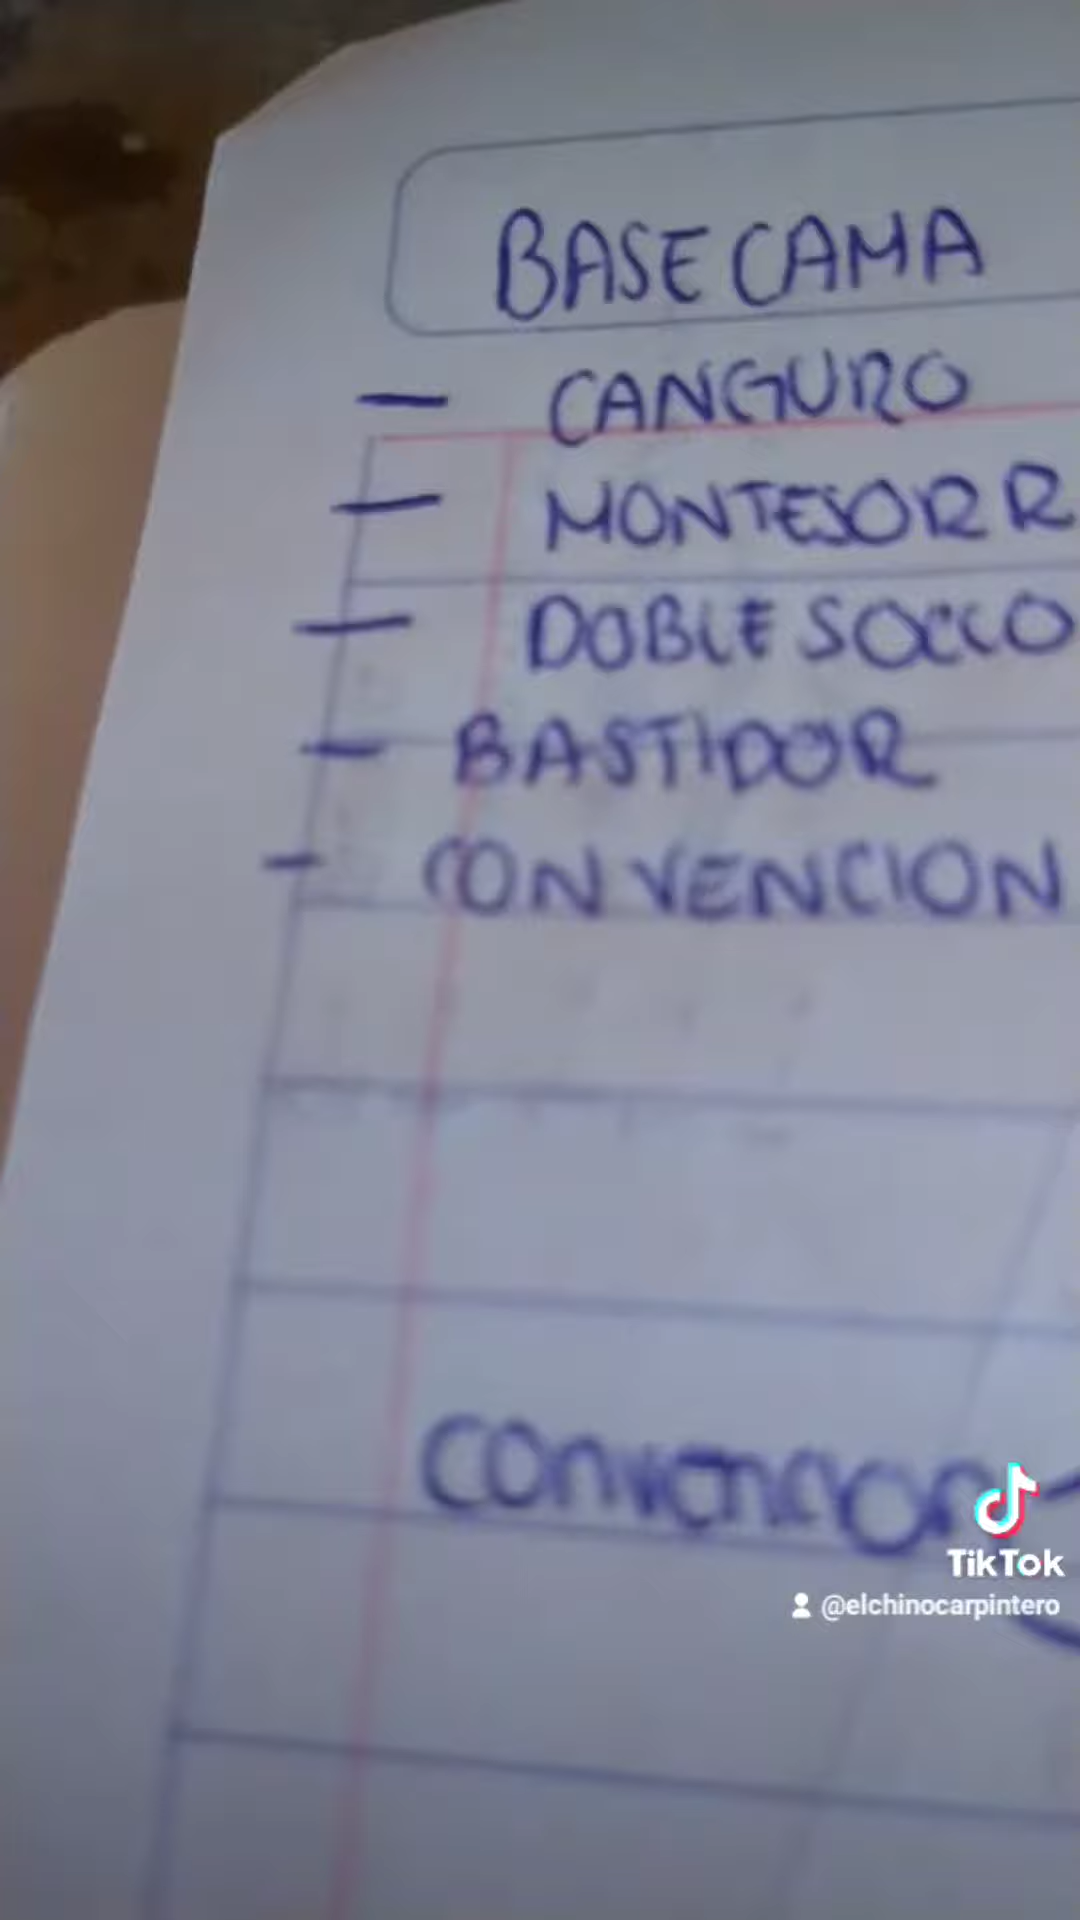 BASE CAMA
- CANGURO
- MONTESORR
- DOBLE SOCLO
- BASTIDOR
- CONVENCION
TikTok
@elchinocarpintero